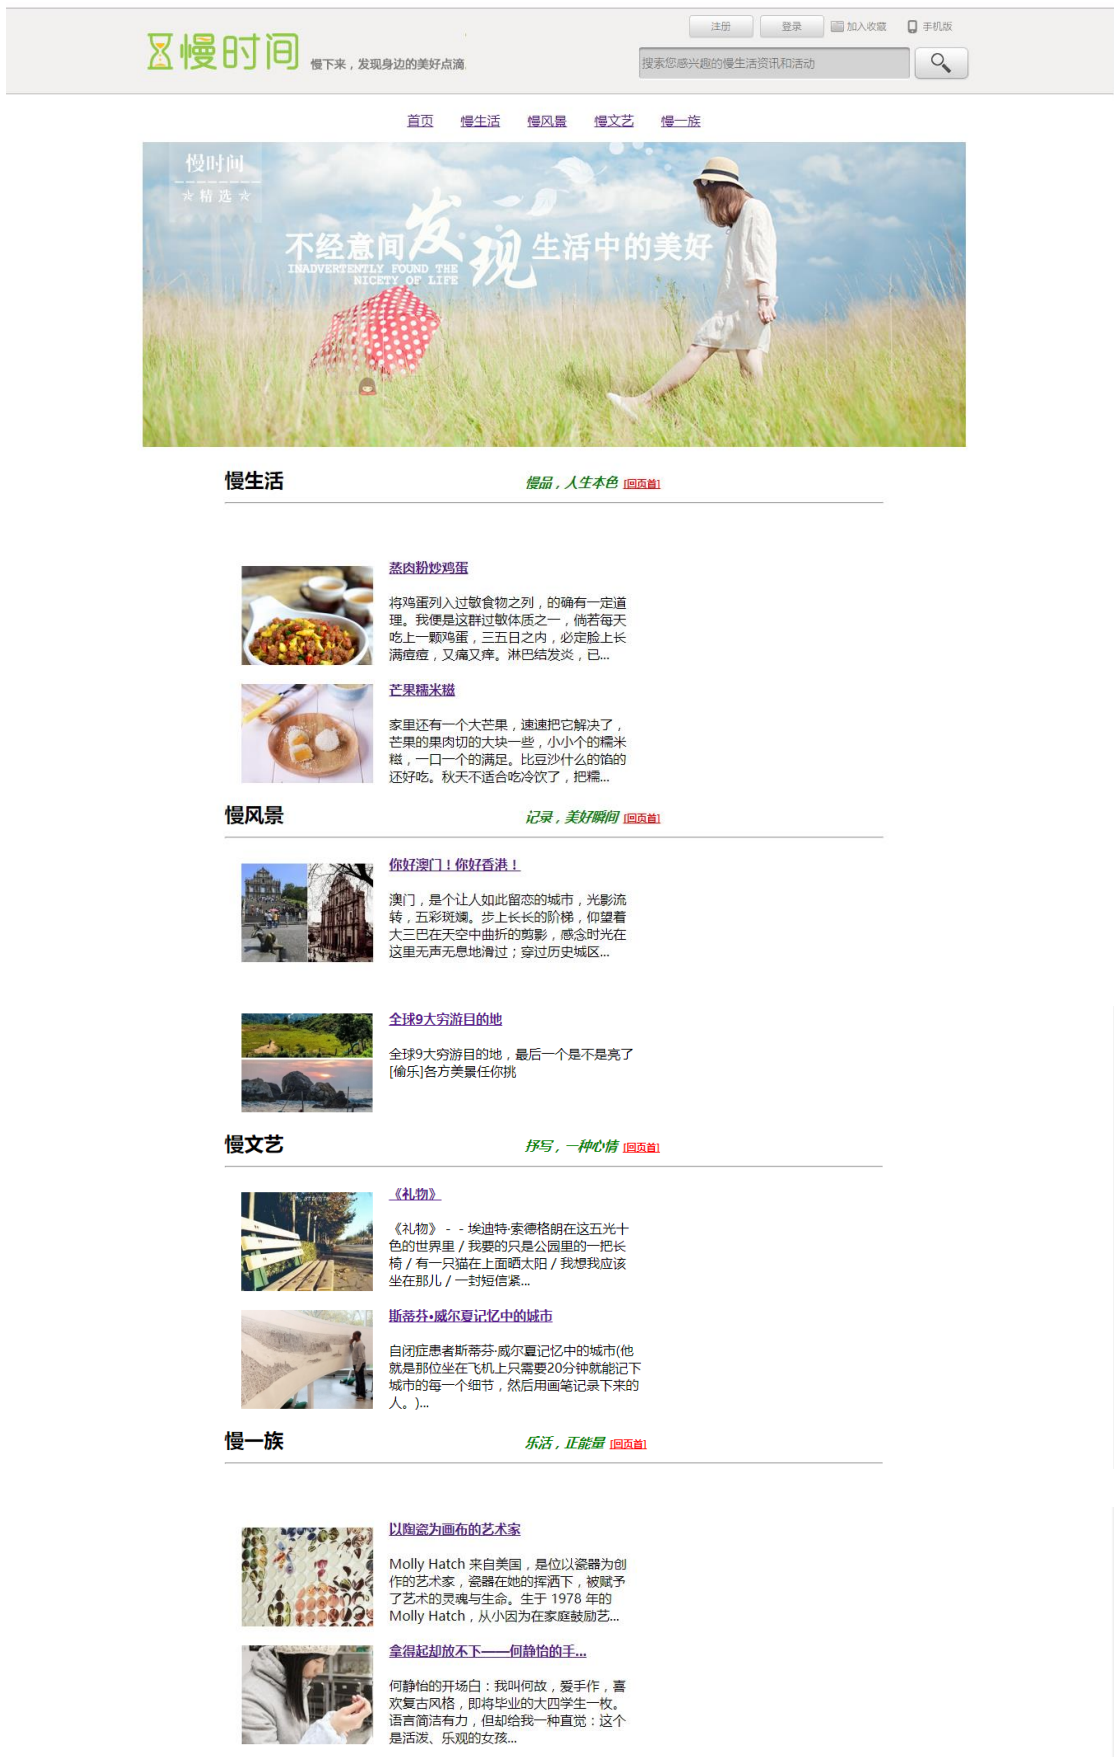 注册 登录 加入收藏 手机版
慢时间 慢下来，发现身边的美好点滴
搜索您感兴趣的慢生活资讯和活动
首页 慢生活 慢风景 慢文艺 慢一族
慢时间
精选
不经意间发现生活中的美好
INADVERTENTLY FOUND THE
NICETY OF LIFE
慢生活 慢品，人生本色 [回页首]
蒸肉粉炒鸡蛋
将鸡蛋列入过敏食物之列，的确有一定道
理。我便是这群过敏体质之一，倘若每天
吃上一颗鸡蛋，三五日之内，必定脸上长
满痘痘，又痛又痒。淋巴结发炎，已...
芒果糯米糍
家里还有一个大芒果，速速把它解决了，
芒果的果肉切的大块一些，小小个的糯米
糍，一口一个的满足。比豆沙什么的馅的
还好吃。秋天不适合吃冷饮了，把糯...
慢风景 记录，美好瞬间 [回页首]
你好澳门！你好香港！
澳门，是个让人如此留恋的城市，光影流
转，五彩斑斓。步上长长的阶梯，仰望着
大三巴在天空中曲折的剪影，感念时光在
这里无声无息地滑过；穿过历史城区...
全球9大穷游目的地
全球9大穷游目的地，最后一个是不是亮了
[偷乐]各方美景任你挑
慢文艺 抒写，一种心情 [回页首]
《礼物》
《礼物》 - - 埃迪特·索德格朗在这五光十
色的世界里 / 我要的只是公园里的一把长
椅 / 有一只猫在上面晒太阳 / 我想我应该
坐在那儿 / 一封短信紧...
斯蒂芬•威尔夏记忆中的城市
自闭症患者斯蒂芬·威尔夏记忆中的城市(他
就是那位坐在飞机上只需要20分钟就能记下
城市的每一个细节，然后用画笔记录下来的
人。)...
慢一族 乐活，正能量 [回页首]
以陶瓷为画布的艺术家
Molly Hatch 来自美国，是位以瓷器为创
作的艺术家，瓷器在她的挥洒下，被赋予
了艺术的灵魂与生命。生于 1978 年的
Molly Hatch，从小因为在家庭鼓励艺...
拿得起却放不下——何静怡的手...
何静怡的开场白：我叫何故，爱手作，喜
欢复古风格，即将毕业的大四学生一枚。
语言简洁有力，但却给我一种直觉：这个
是活泼、乐观的女孩...